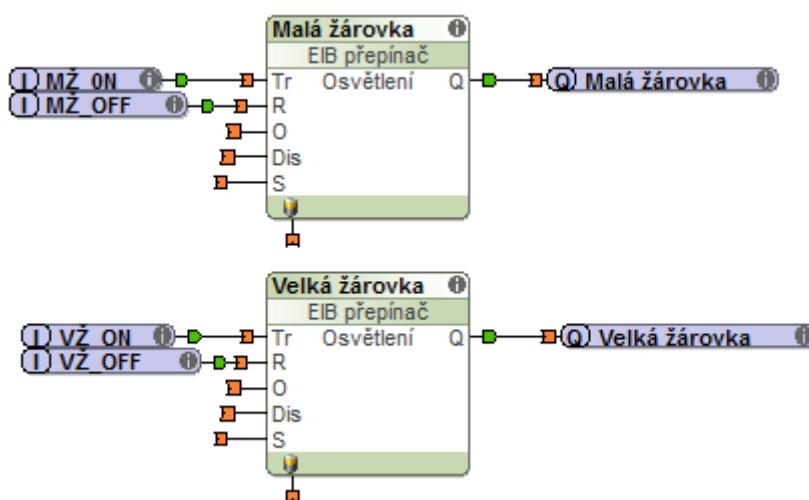 Malá žárovka
EIB přepínač
I MŽ_0N Tr Osvětlení Q Q Malá žárovka
I MŽ_OFF R
O
Dis
S
Velká žárovka
EIB přepínač
I VŽ_ON Tr Osvětlení Q Q Velká žárovka
I VŽ_OFF R
O
Dis
S